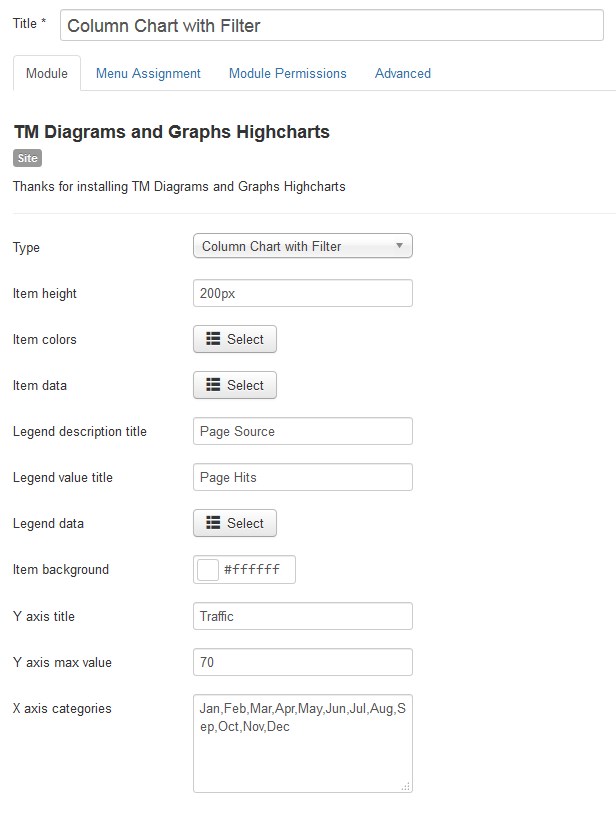 Title * Column Chart with Filter
Module Menu Assignment Module Permissions Advanced
TM Diagrams and Graphs Highcharts
Site
Thanks for installing TM Diagrams and Graphs Highcharts
Type Column Chart with Filter
Item height 200px
Item colors Select
Item data Select
Legend description title Page Source
Legend value title Page Hits
Legend data Select
Item background #ffffff
Y axis title Traffic
Y axis max value 70
X axis categories Jan,Feb,Mar,Apr,May,Jun,Jul,Aug,S
ep,Oct,Nov,Dec